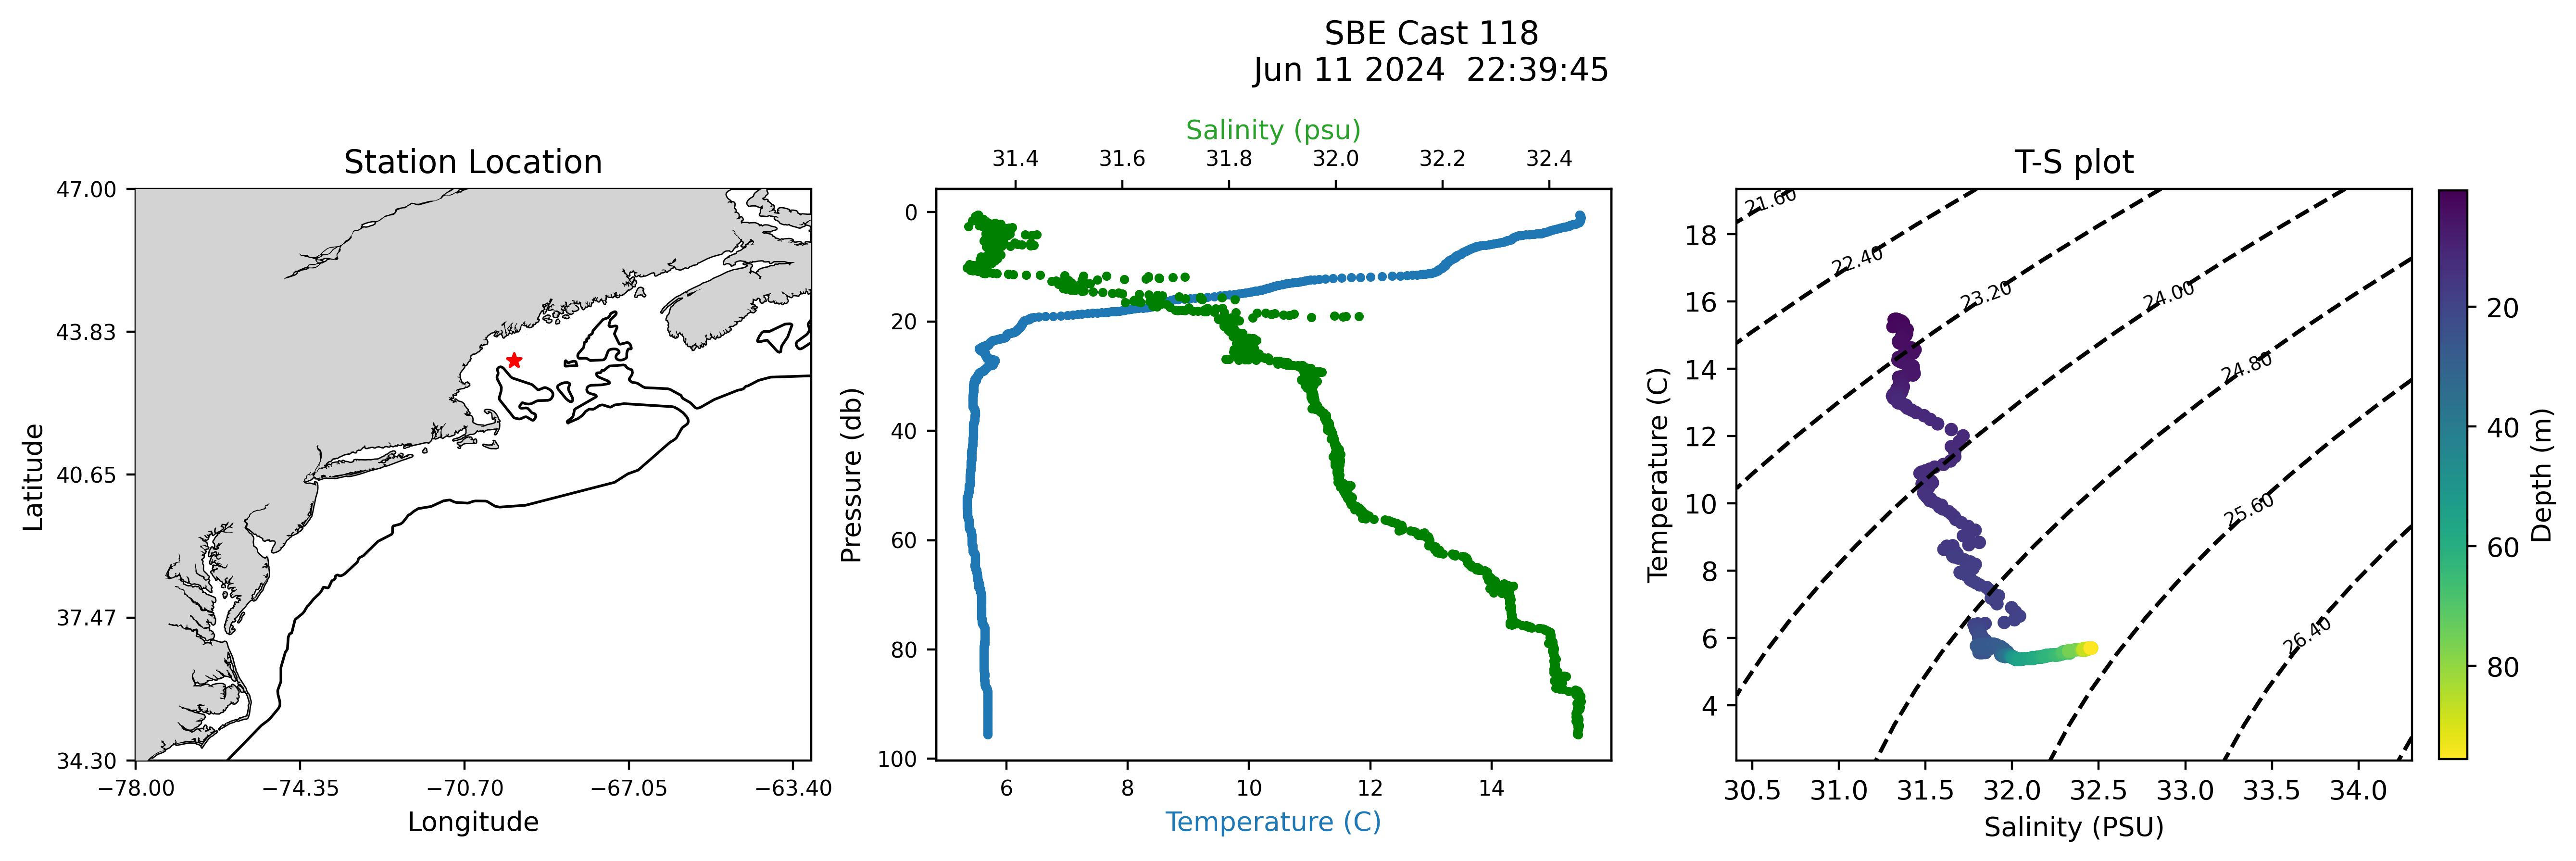 SBE Cast 118
Jun 11 2024  22:39:45
Station Location
47.00
43.83
40.65
37.47
34.30
Latitude
−78.00 −74.35 −70.70 −67.05 −63.40
Longitude
Salinity (psu)
31.4 31.6 31.8 32.0 32.2 32.4
0
20
40
60
80
100
Pressure (db)
6 8 10 12 14
Temperature (C)
T-S plot
18
16
14
12
10
8
6
4
Temperature (C)
21.60
22.40
23.20
24.00
24.80
25.60
26.40
30.5 31.0 31.5 32.0 32.5 33.0 33.5 34.0
Salinity (PSU)
20
40
60
80
Depth (m)